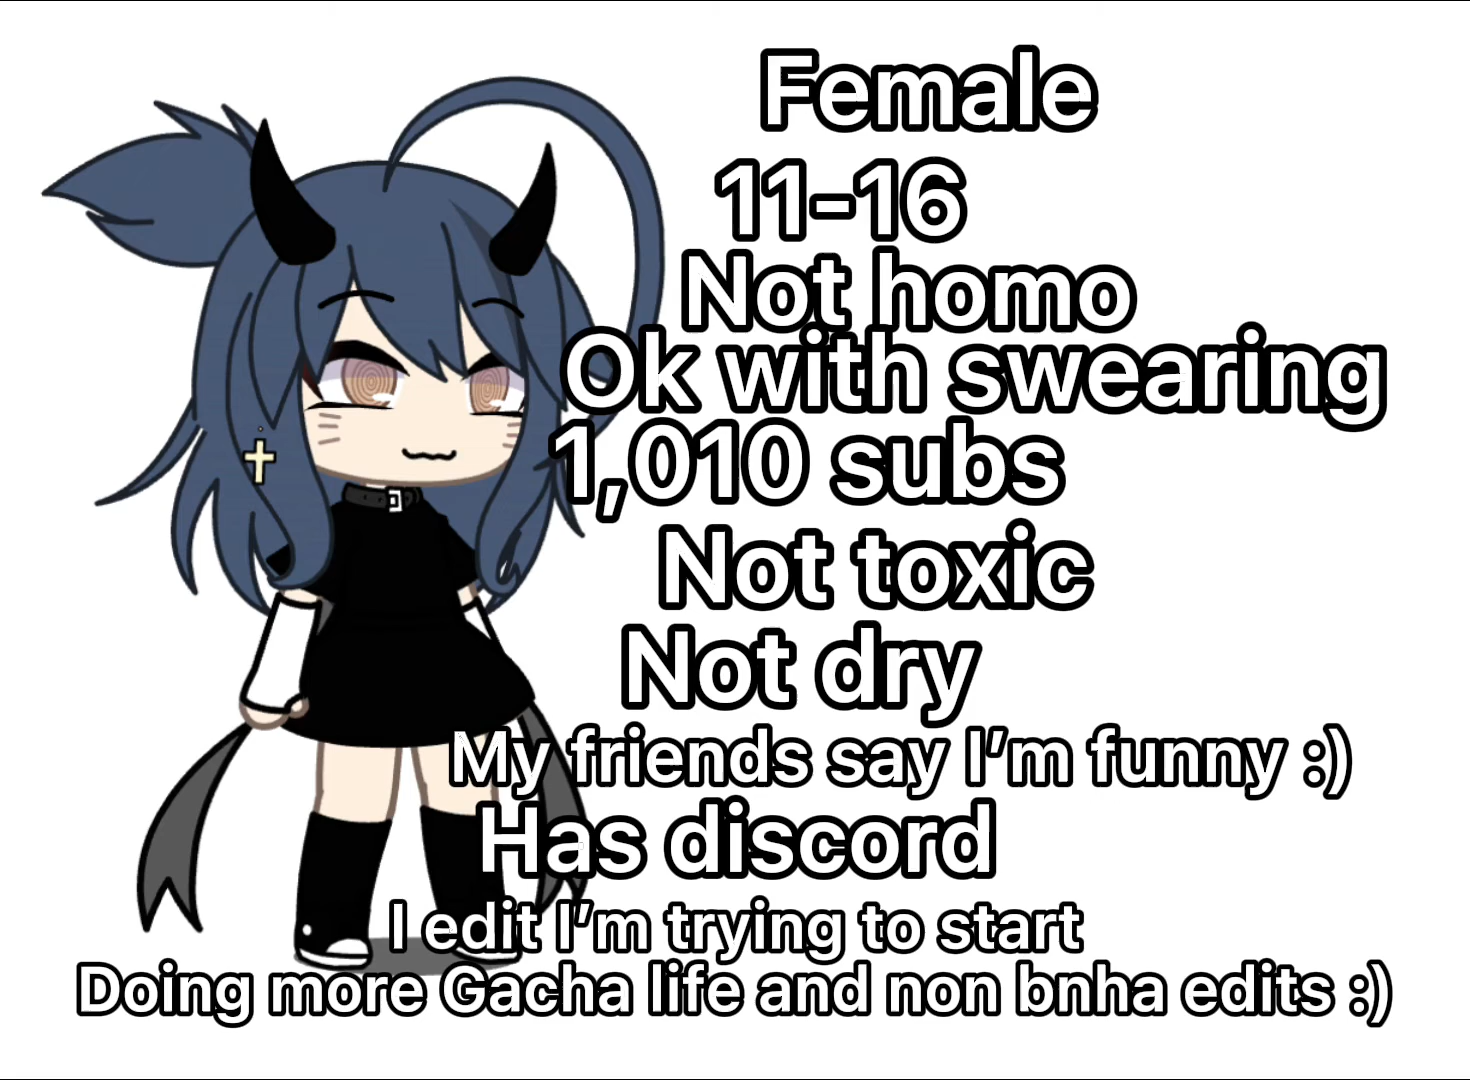 Female
11-16
Not homo
Ok with swearing
1,010 subs
Not toxic
Not dry
My friends say I’m funny :)
Has discord
I edit I’m trying to start
Doing more Gacha life and non bnha edits :)